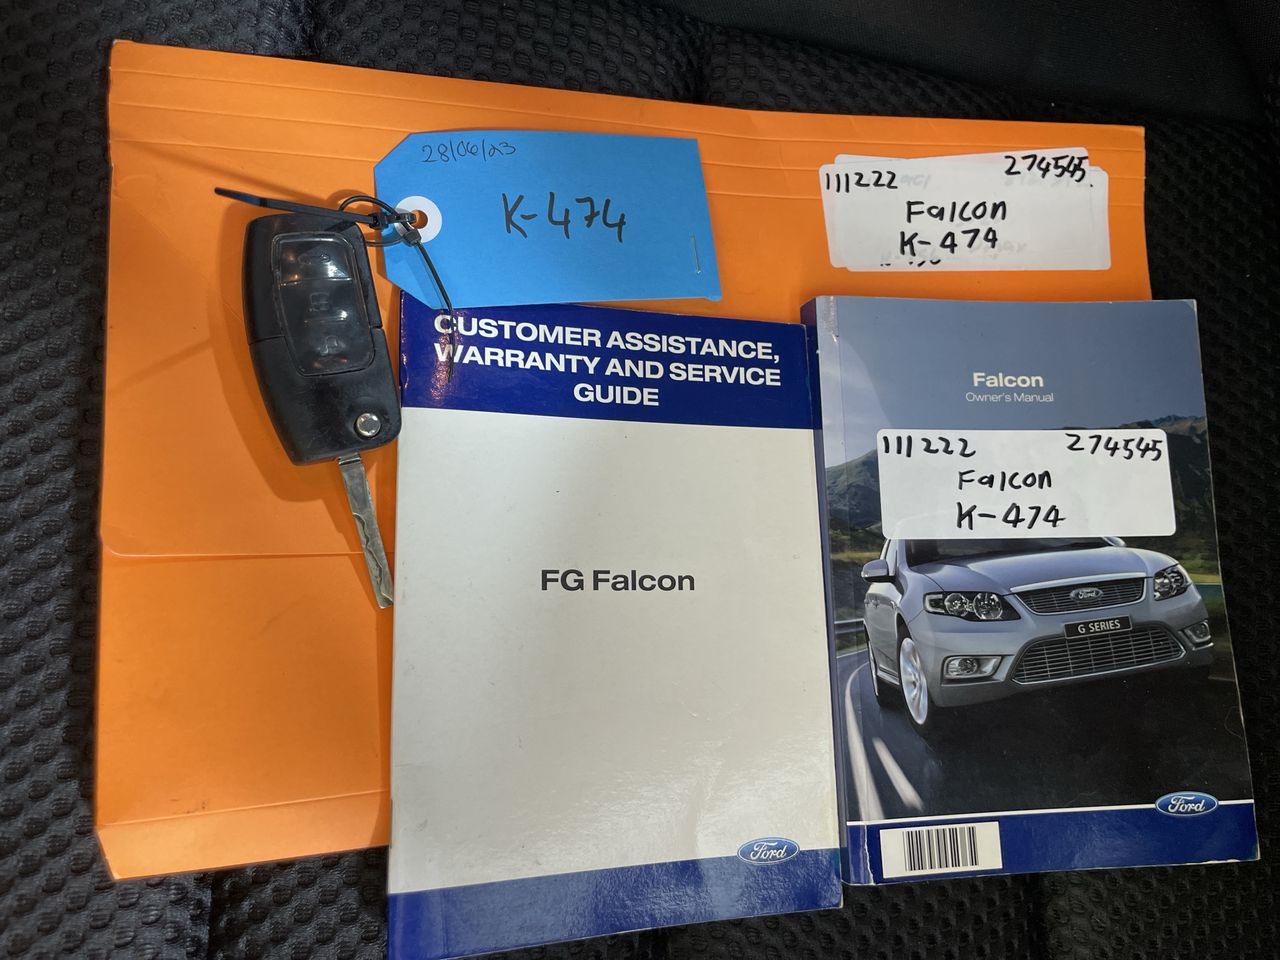 28/06/23
K-474
111222 274545
Falcon
K-474
CUSTOMER ASSISTANCE,
WARRANTY AND SERVICE
GUIDE
FG Falcon
Ford
Falcon
Owner's Manual
111222 274545
Falcon
K-474
Ford
G SERIES
Ford